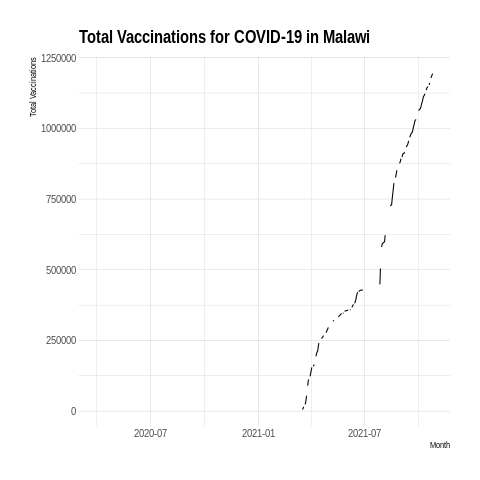 Total Vaccinations for COVID-19 in Malawi
Total Vaccinations
1250000
1000000
750000
500000
250000
0
2020-07 2021-01 2021-07
Month